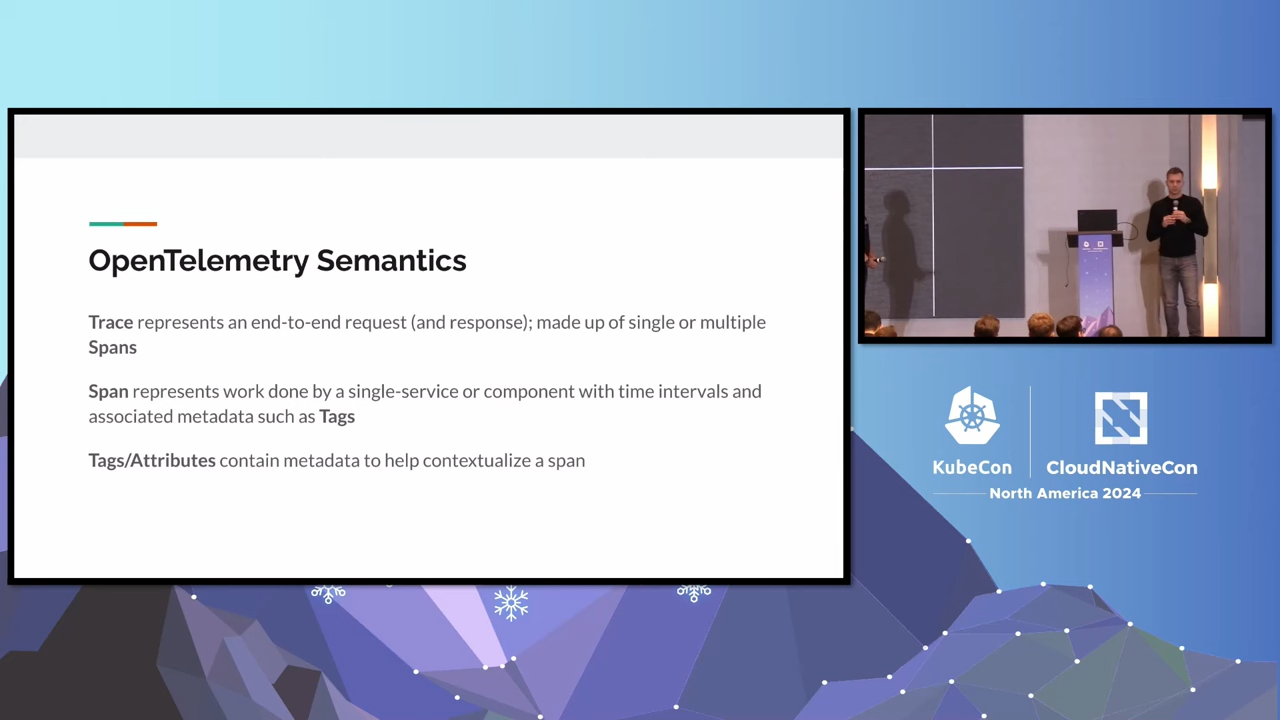 OpenTelemetry Semantics
Trace represents an end-to-end request (and response); made up of single or multiple
Spans
Span represents work done by a single-service or component with time intervals and
associated metadata such as Tags
Tags/Attributes contain metadata to help contextualize a span
KubeCon
CloudNativeCon
North America 2024